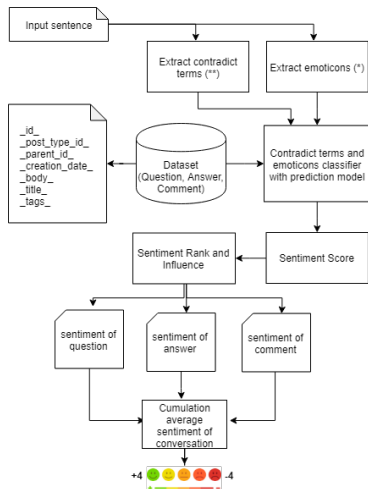 Input sentence
Extract contradict
terms (**)
Extract emoticons (*)
_id_
_post_type_id_
_parent_id_
_creation_date_
_body_
_title_
_tags_
Dataset
(Question, Answer,
Comment)
Contradict terms and
emoticons classifier
with prediction model
Sentiment Rank and
Influence
Sentiment Score
sentiment of
question
sentiment of
answer
sentiment of
comment
Cumulation
average
sentiment of
conversation
+4
-4